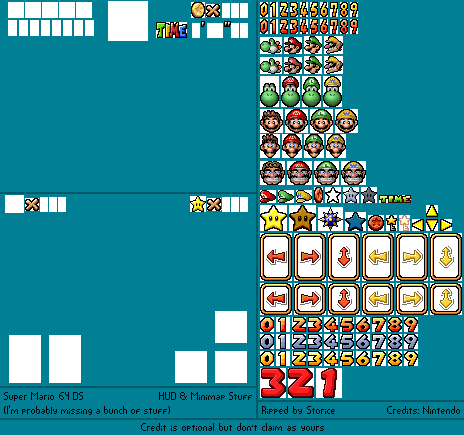 0123456789
0123456789
TIME
TIME
0123456789
0123456789
0123456789
321
Super Mario 64 DS
HUD & Minimap Stuff
(I'm probably missing a bunch of stuff)
Ripped by Storice
Credits: Nintendo
Credit is optional but don't claim as yours